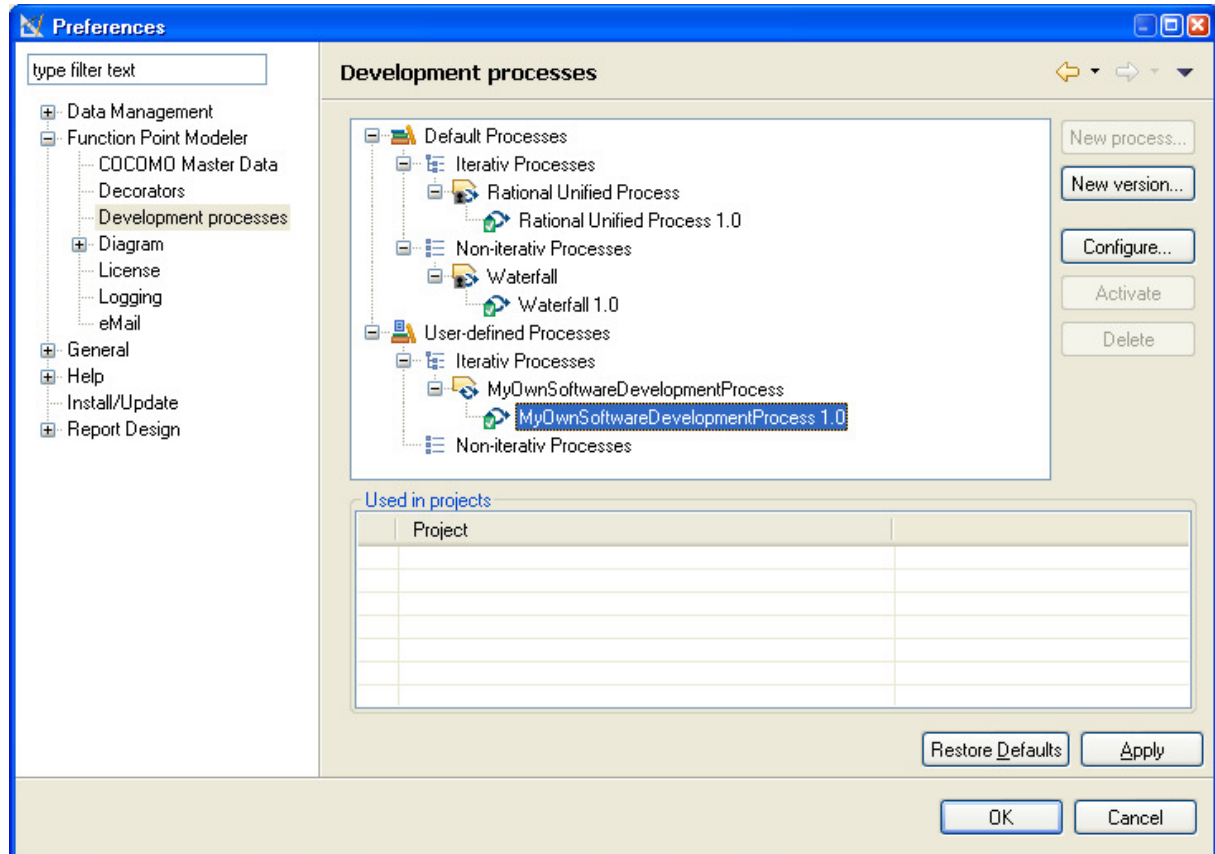 Preferences
type filter text
Data Management
Function Point Modeler
COCOMO Master Data
Decorators
Development processes
Diagram
License
Logging
eMail
General
Help
Install/Update
Report Design
Development processes
Default Processes
Iterativ Processes
Rational Unified Process
Rational Unified Process 1.0
Non-iterativ Processes
Waterfall
Waterfall 1.0
User-defined Processes
Iterativ Processes
MyOwnSoftwareDevelopmentProcess
MyOwnSoftwareDevelopmentProcess 1.0
Non-iterativ Processes
New process...
New version...
Configure...
Activate
Delete
Used in projects
Project
Restore Defaults
Apply
OK
Cancel